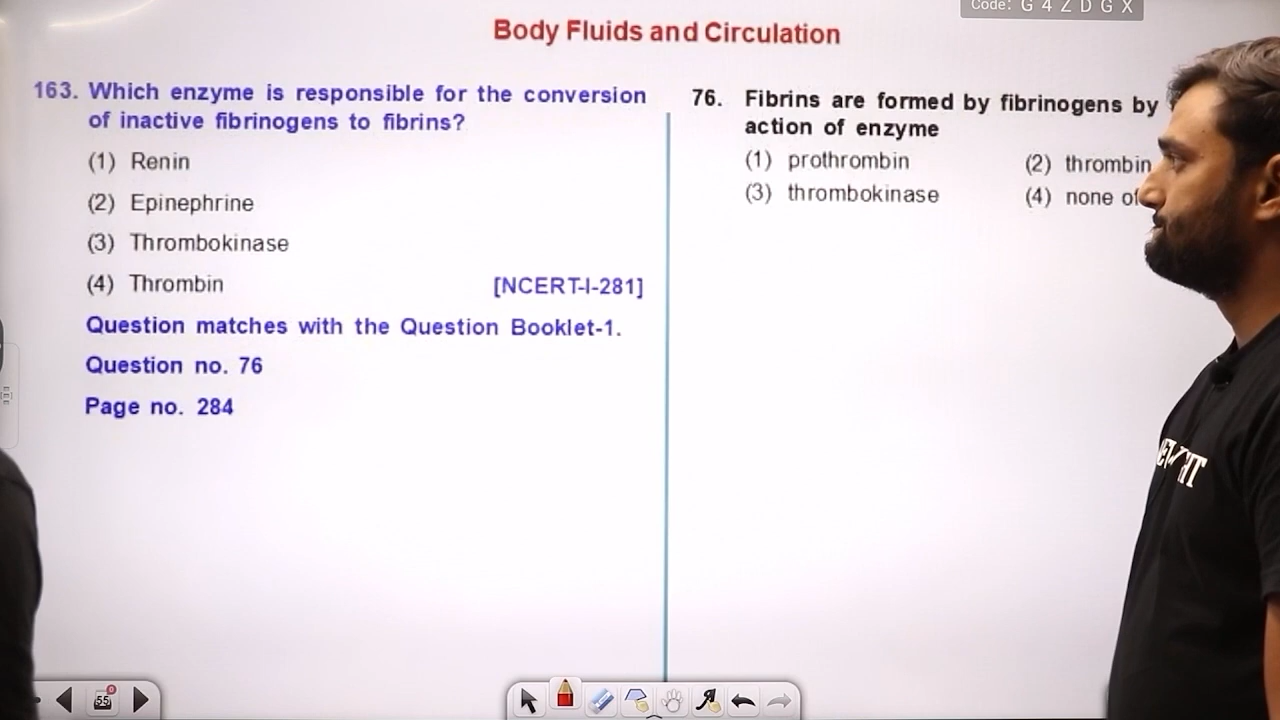 Code: G 4 Z D G X
Body Fluids and Circulation
163. Which enzyme is responsible for the conversion
of inactive fibrinogens to fibrins?
(1) Renin
(2) Epinephrine
(3) Thrombokinase
(4) Thrombin [NCERT-I-281]
Question matches with the Question Booklet-1.
Question no. 76
Page no. 284
76. Fibrins are formed by fibrinogens by
action of enzyme
(1) prothrombin (2) thrombin
(3) thrombokinase (4) none of
55